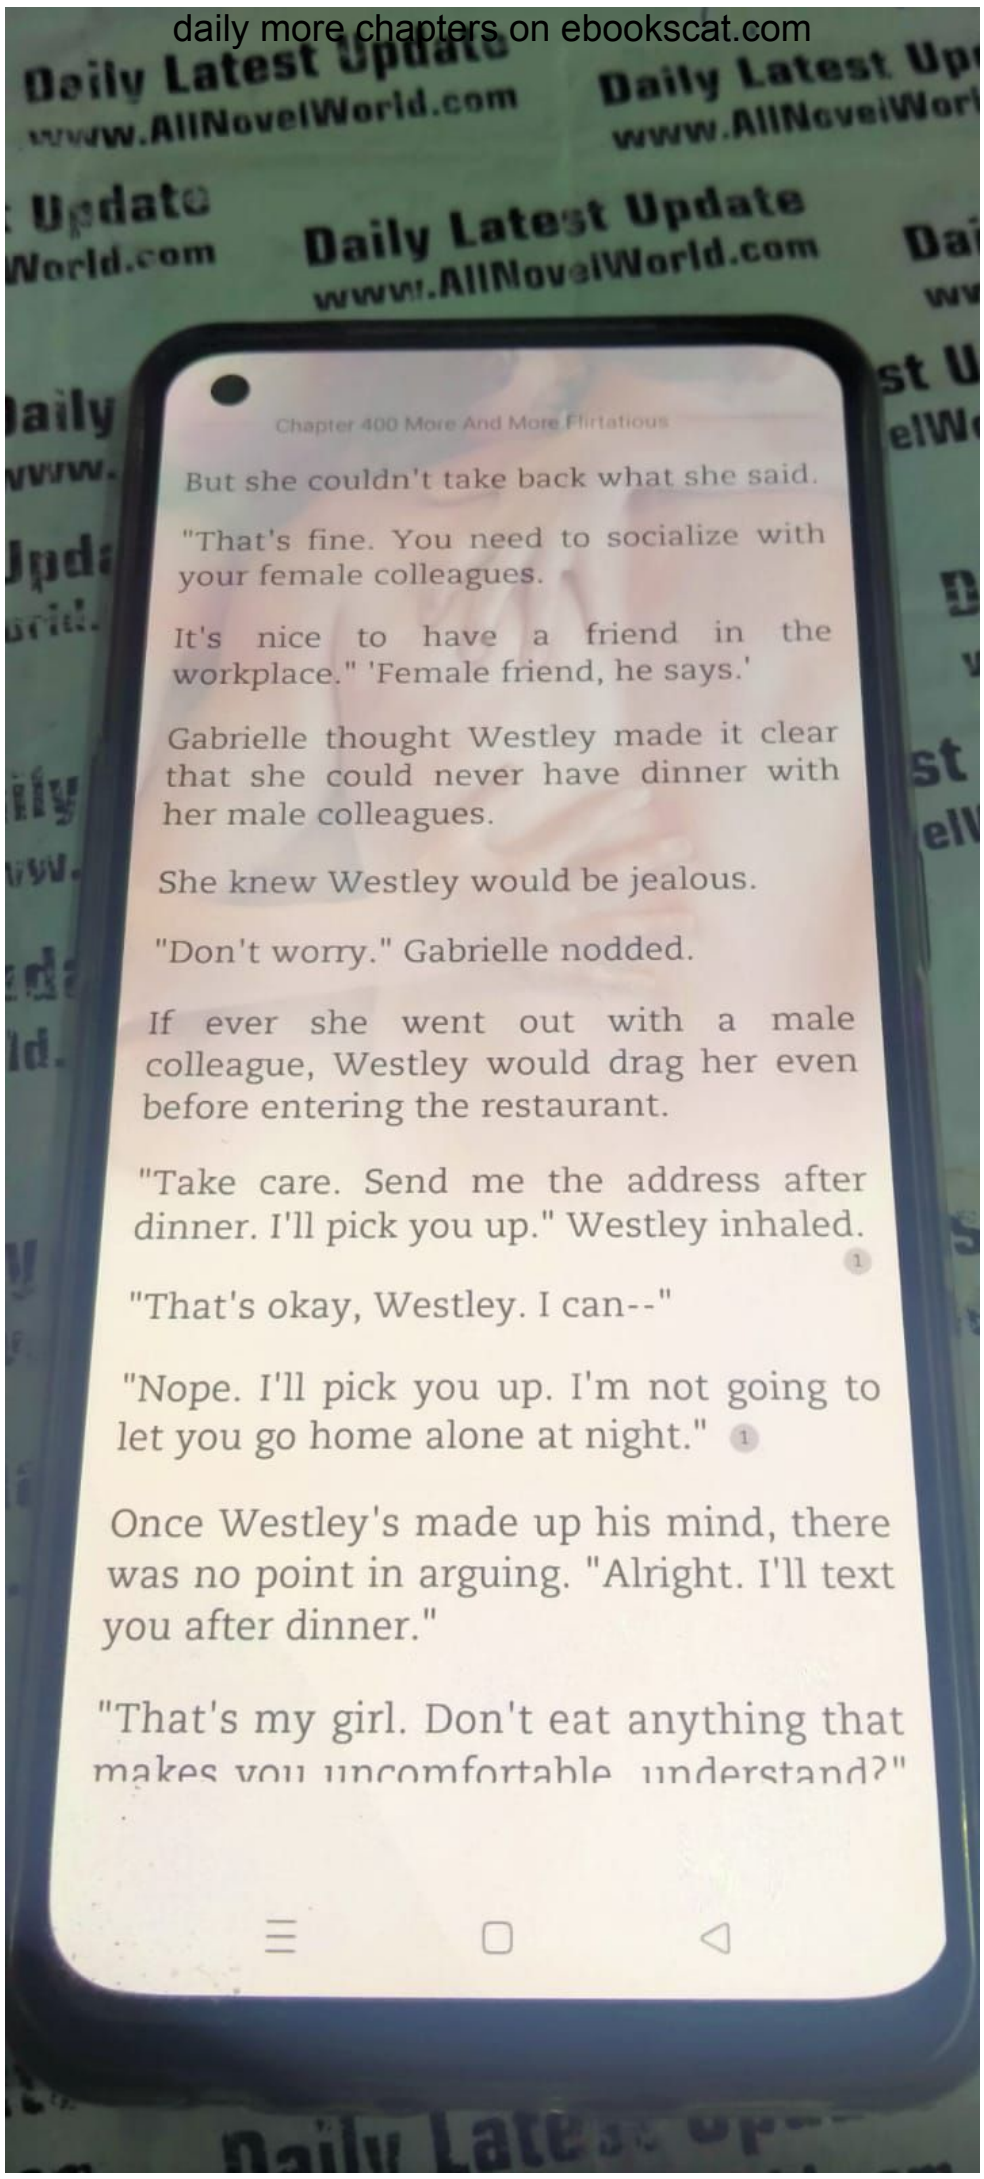 daily more chapters on ebookscat.com
Daily Latest Update
www.AllNovelWorld.com
Daily Latest
www.AllNovelWorl
Update
World.com
Daily Latest Update
www.AllNovelWorld.com
Chapter 400 More And More Flirtatious
But she couldn't take back what she said.
"That's fine. You need to socialize with
your female colleagues.
It's nice to have a friend in the
workplace." 'Female friend, he says.'
Gabrielle thought Westley made it clear
that she could never have dinner with
her male colleagues.
She knew Westley would be jealous.
"Don't worry." Gabrielle nodded.
If ever she went out with a male
colleague, Westley would drag her even
before entering the restaurant.
"Take care. Send me the address after
dinner. I'll pick you up." Westley inhaled.
1
"That's okay, Westley. I can--"
"Nope. I'll pick you up. I'm not going to
let you go home alone at night." 1
Once Westley's made up his mind, there
was no point in arguing. "Alright. I'll text
you after dinner."
"That's my girl. Don't eat anything that
makes you uncomfortable understand?"
Daily Latest